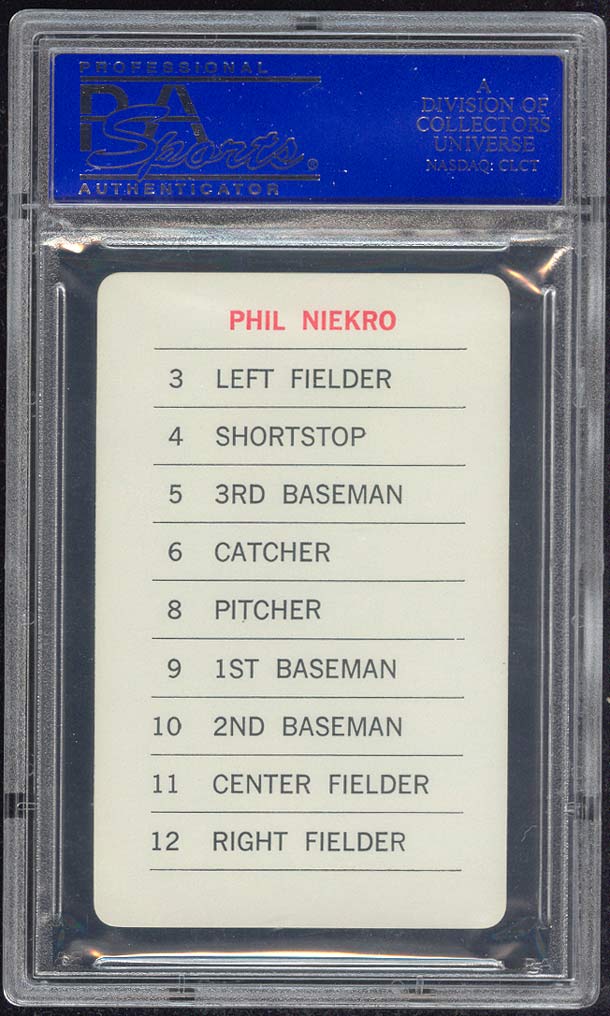 PROFESSIONAL
PSA
Sports
AUTHENTICATOR
A
DIVISION OF
COLLECTORS
UNIVERSE
NASDAQ: CLCT
PHIL NIEKRO
3 LEFT FIELDER
4 SHORTSTOP
5 3RD BASEMAN
6 CATCHER
8 PITCHER
9 1ST BASEMAN
10 2ND BASEMAN
11 CENTER FIELDER
12 RIGHT FIELDER